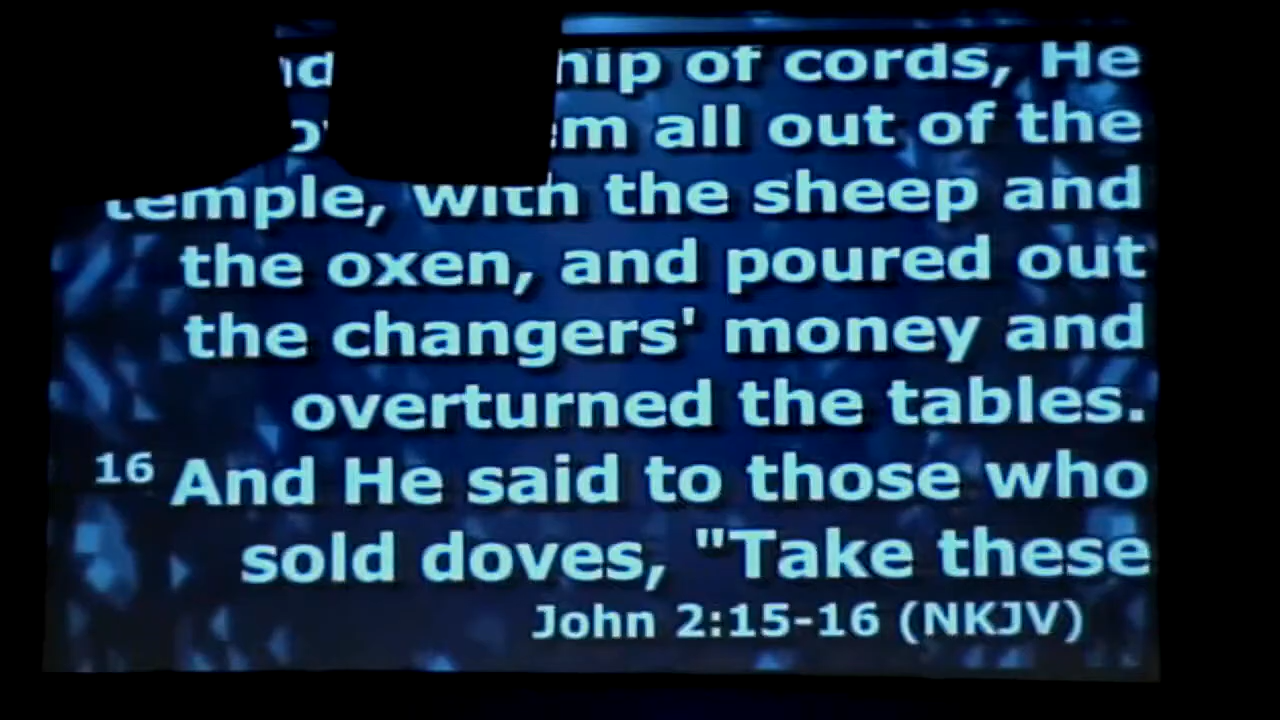 of cords, He
all out of the
temple, with the sheep and
the oxen, and poured out
the changers' money and
overturned the tables.
16 And He said to those who
sold doves, "Take these
John 2:15-16 (NKJV)